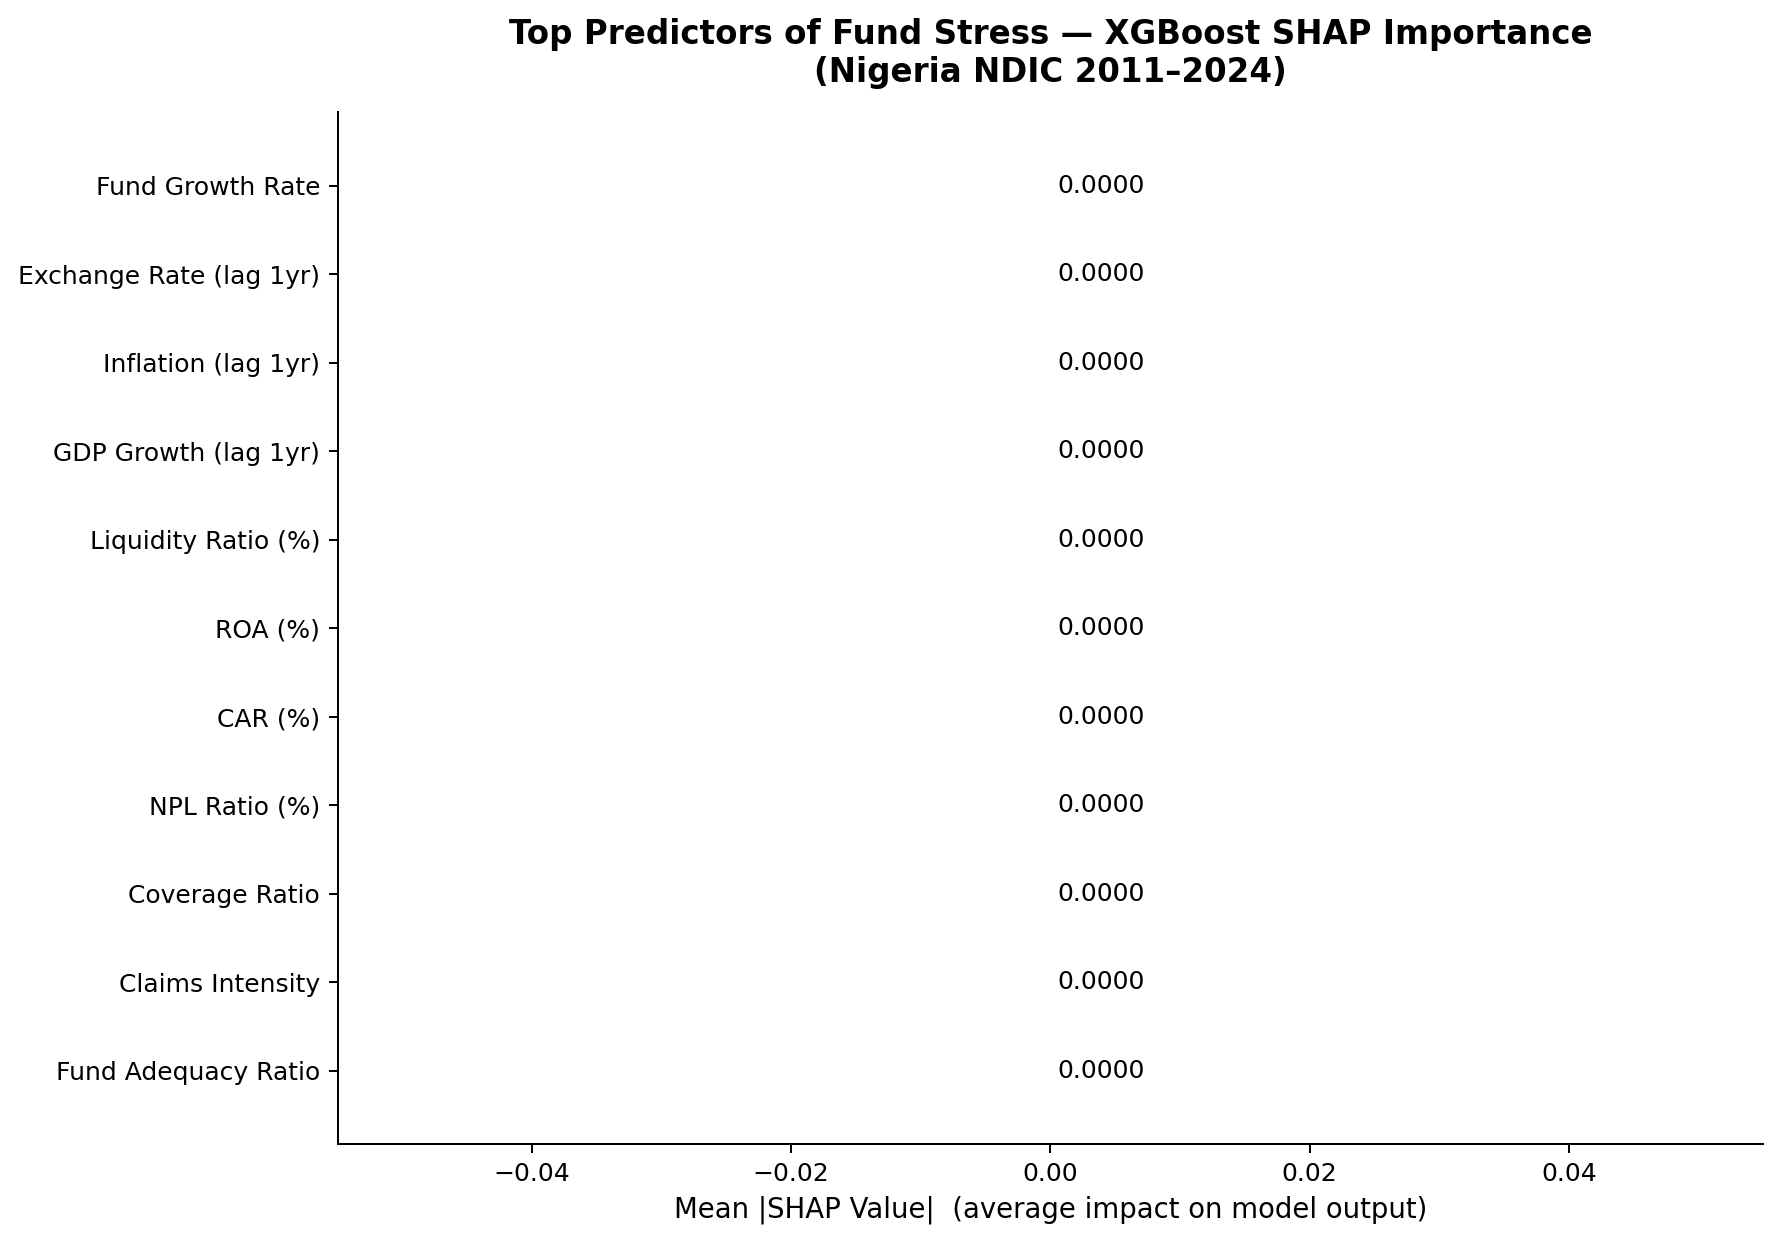 Top Predictors of Fund Stress — XGBoost SHAP Importance
(Nigeria NDIC 2011–2024)
Fund Growth Rate 0.0000
Exchange Rate (lag 1yr) 0.0000
Inflation (lag 1yr) 0.0000
GDP Growth (lag 1yr) 0.0000
Liquidity Ratio (%) 0.0000
ROA (%) 0.0000
CAR (%) 0.0000
NPL Ratio (%) 0.0000
Coverage Ratio 0.0000
Claims Intensity 0.0000
Fund Adequacy Ratio 0.0000
−0.04 −0.02 0.00 0.02 0.04
Mean |SHAP Value| (average impact on model output)